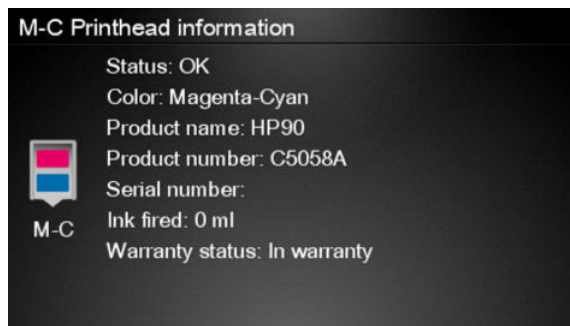 M-C Printhead information
Status: OK
Color: Magenta-Cyan
Product name: HP90
Product number: C5058A
Serial number:
Ink fired: 0 ml
Warranty status: In warranty
M-C